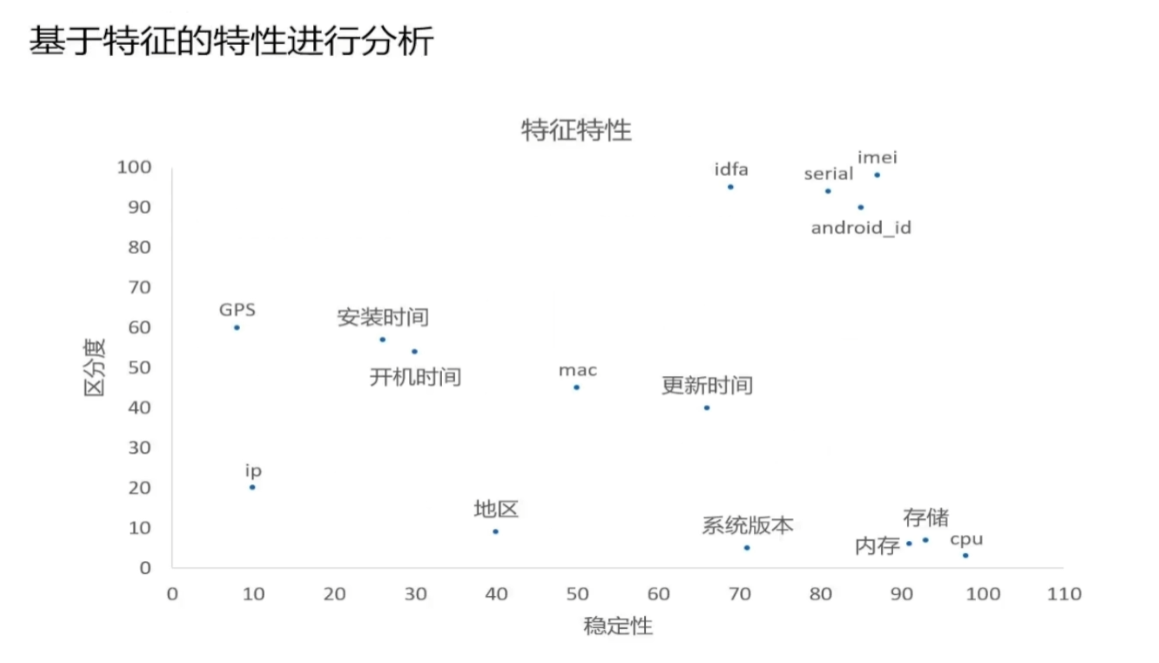 基于特征的特性进行分析
特征特性
100
90
80
70
60
50
40
30
20
10
0
区分度
idfa
serial
imei
android_id
GPS
安装时间
开机时间
mac
更新时间
ip
地区
系统版本
内存
存储
cpu
0 10 20 30 40 50 60 70 80 90 100 110
稳定性